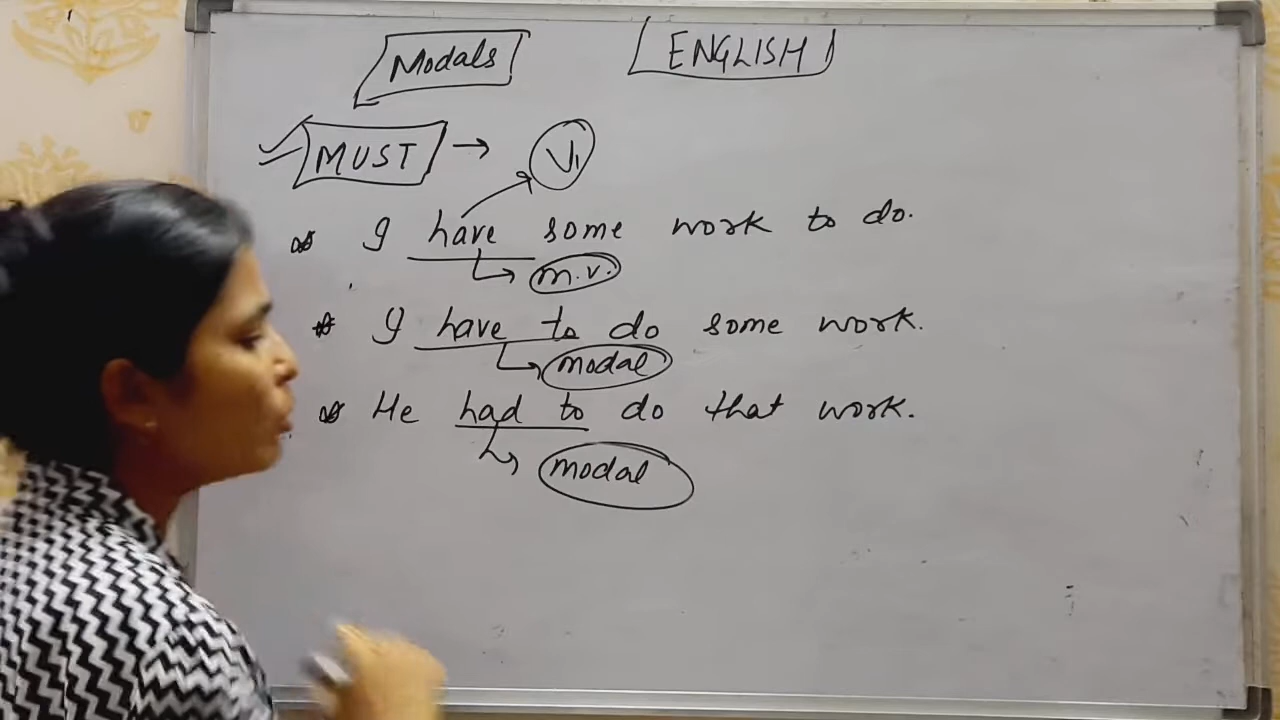 Modals ENGLISH
MUST → V1
I have some work to do.
m.v.
I have to do some work.
modal
He had to do that work.
modal